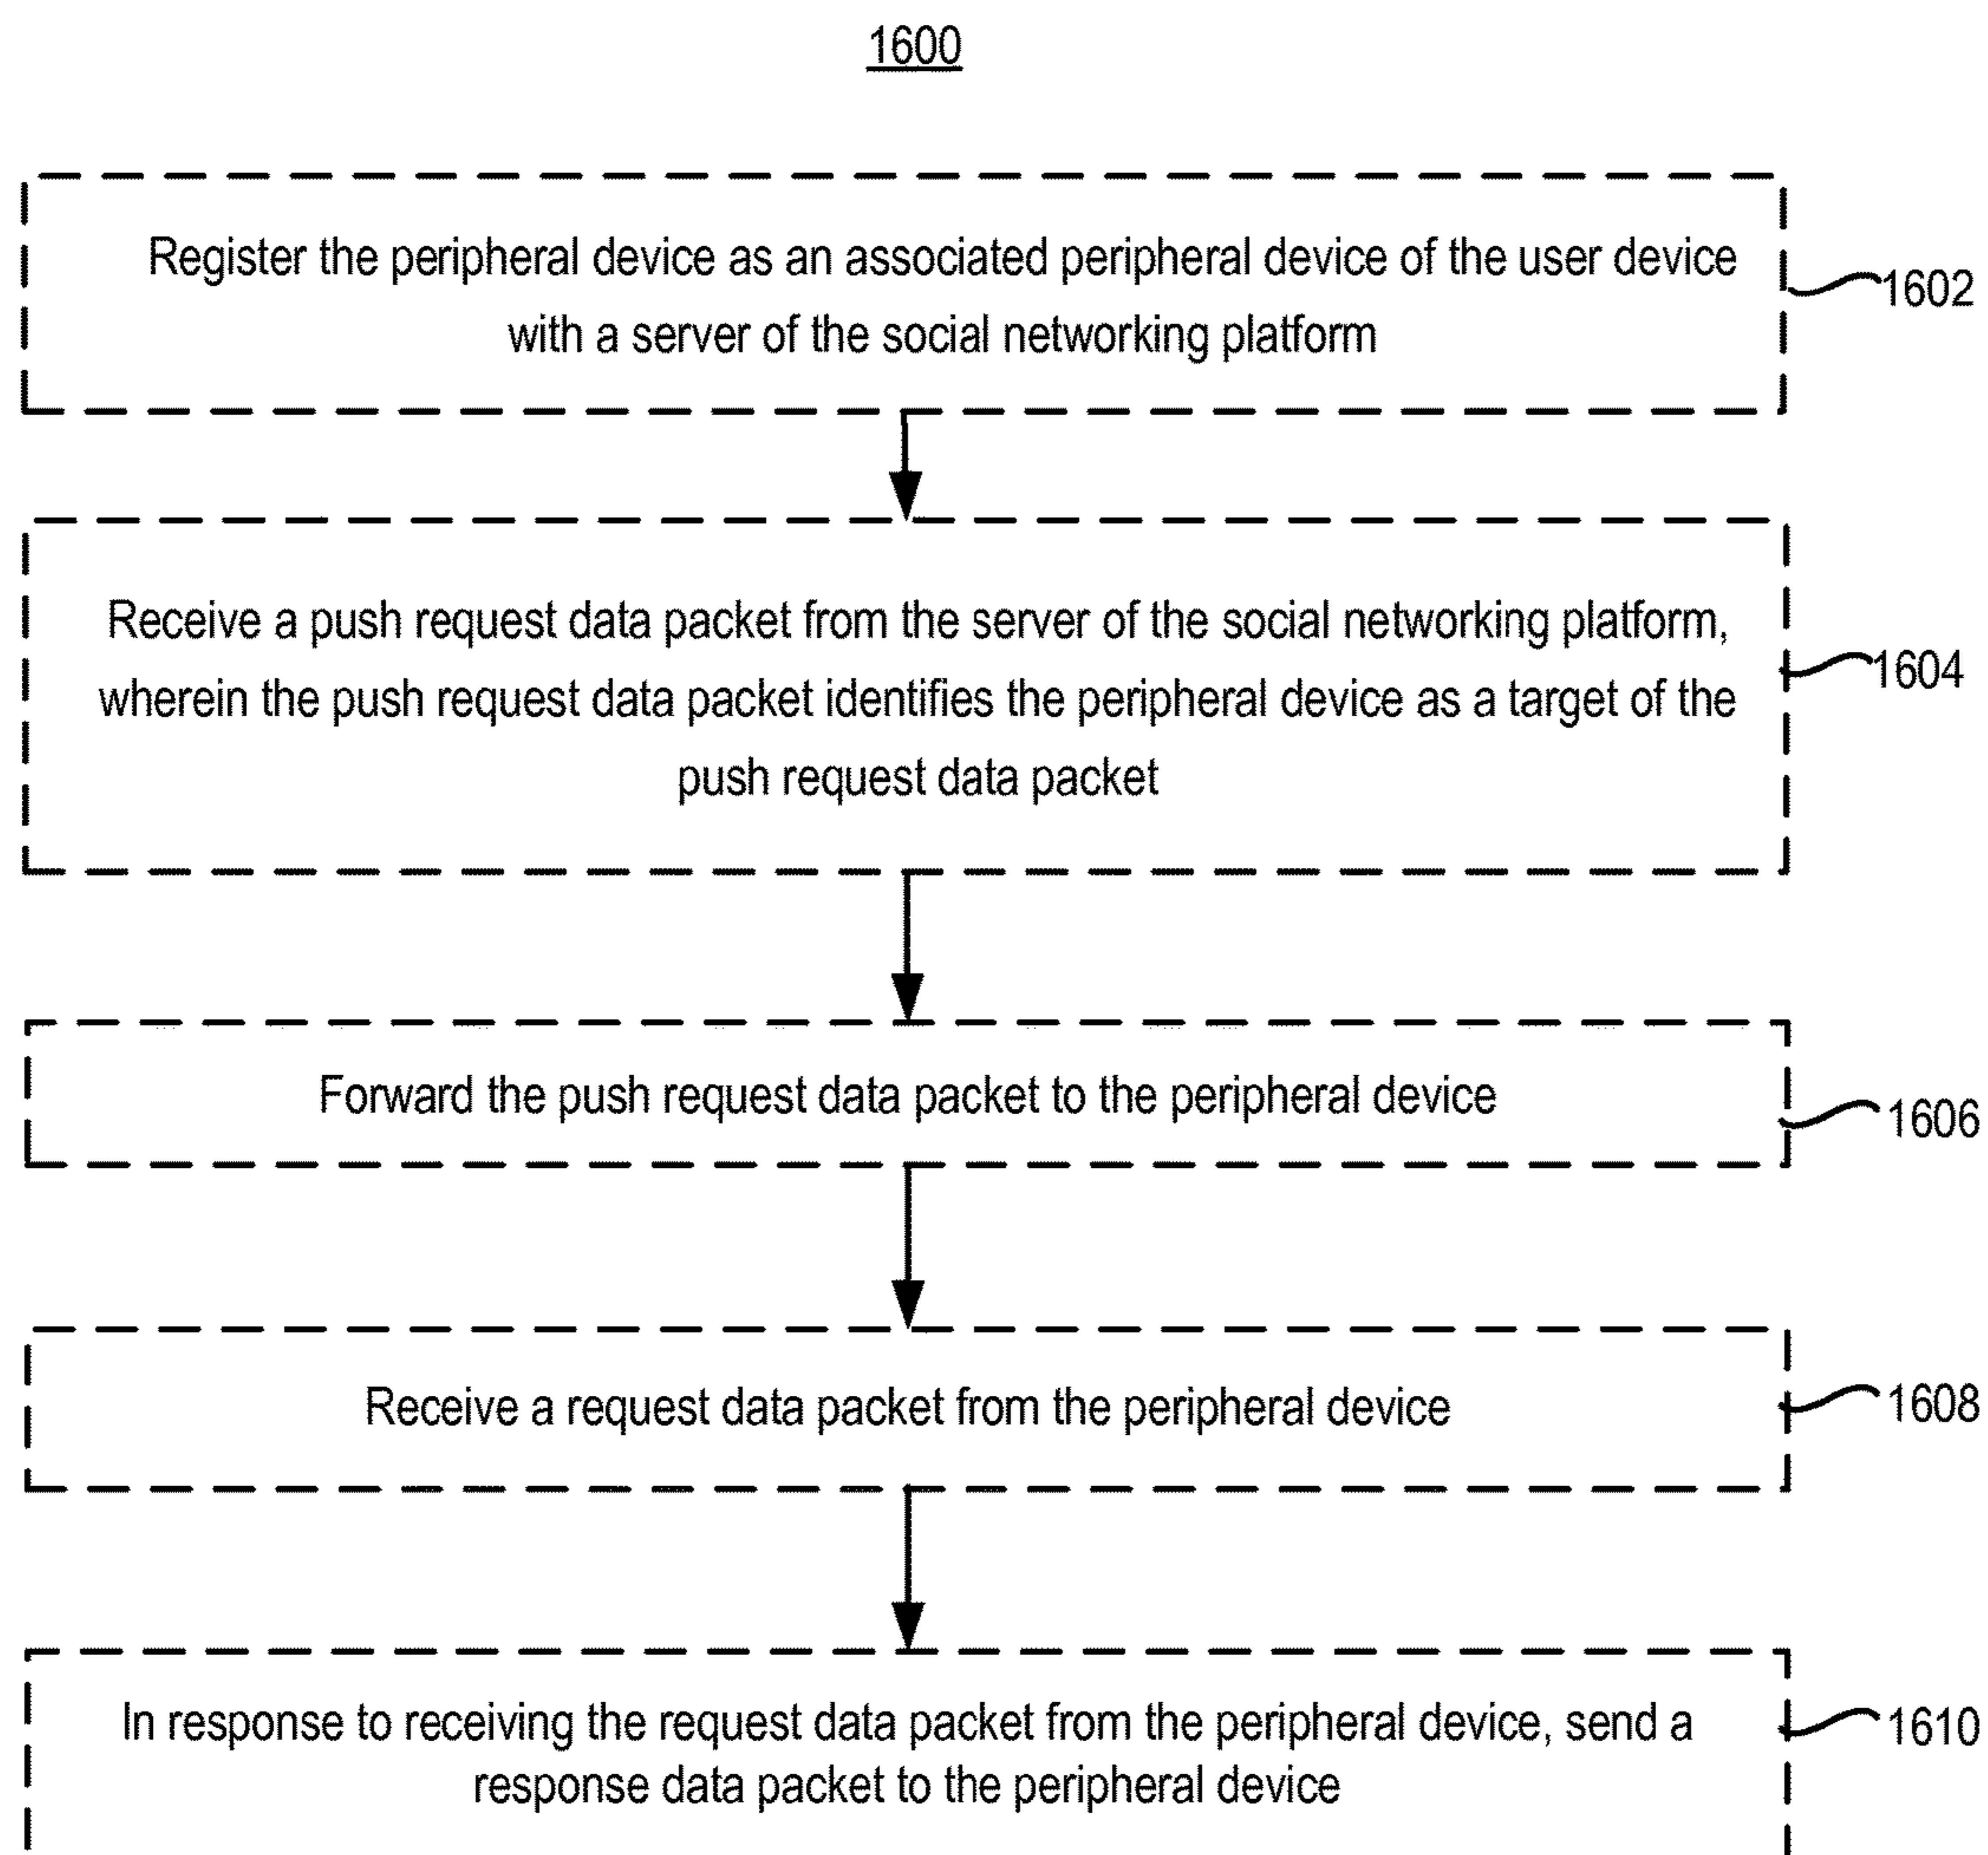 1600
Register the peripheral device as an associated peripheral device of the user device
with a server of the social networking platform
1602
Receive a push request data packet from the server of the social networking platform,
wherein the push request data packet identifies the peripheral device as a target of the
push request data packet
1604
Forward the push request data packet to the peripheral device
1606
Receive a request data packet from the peripheral device
1608
In response to receiving the request data packet from the peripheral device, send a
response data packet to the peripheral device
1610